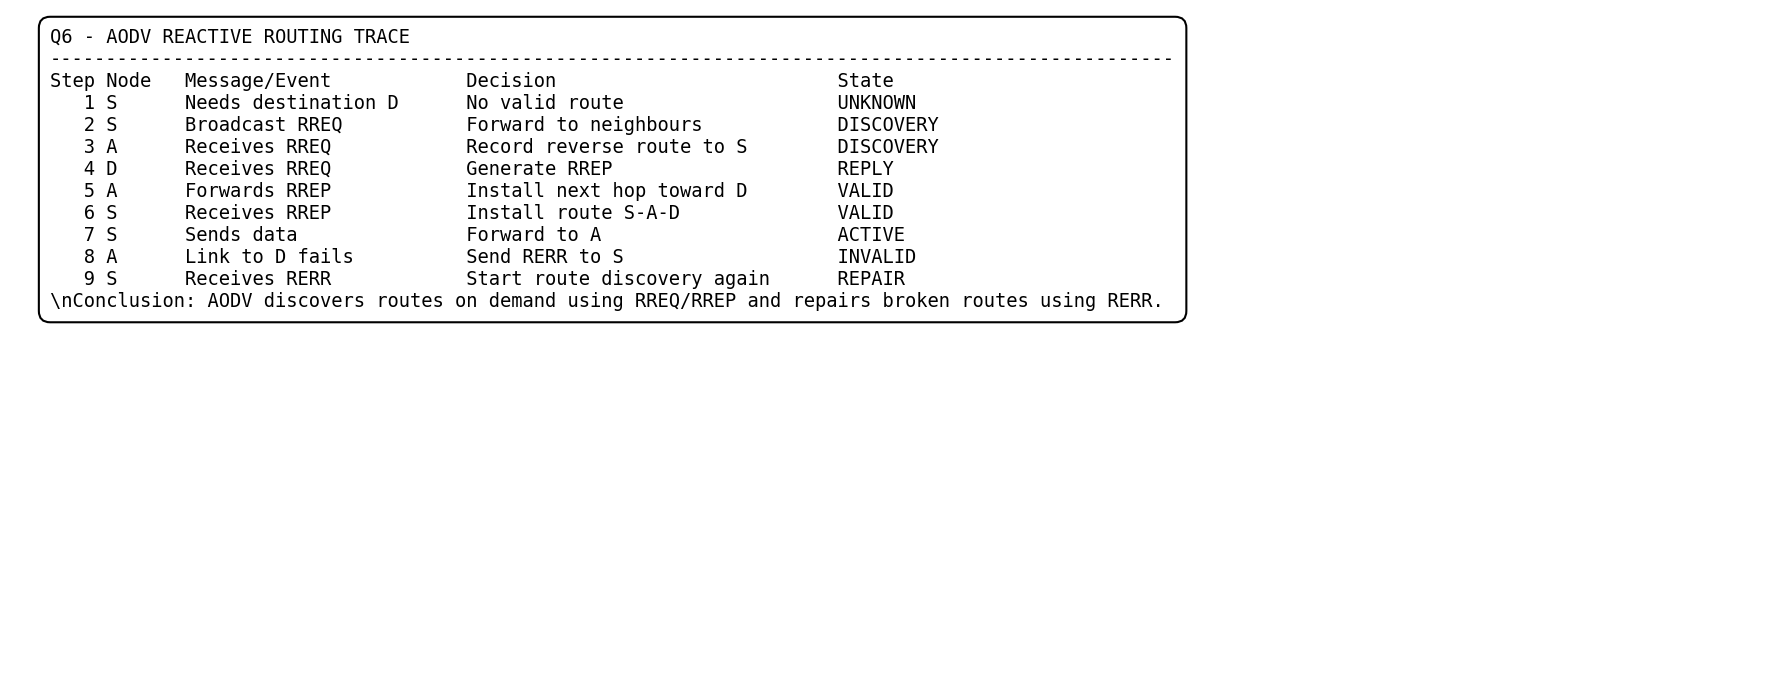 Q6 - AODV REACTIVE ROUTING TRACE
----------------------------------------------------------------------------------------------------
Step Node   Message/Event            Decision                         State
   1 S      Needs destination D      No valid route                   UNKNOWN
   2 S      Broadcast RREQ           Forward to neighbours            DISCOVERY
   3 A      Receives RREQ            Record reverse route to S        DISCOVERY
   4 D      Receives RREQ            Generate RREP                    REPLY
   5 A      Forwards RREP            Install next hop toward D        VALID
   6 S      Receives RREP            Install route S-A-D              VALID
   7 S      Sends data               Forward to A                     ACTIVE
   8 A      Link to D fails          Send RERR to S                   INVALID
   9 S      Receives RERR            Start route discovery again      REPAIR
\nConclusion: AODV discovers routes on demand using RREQ/RREP and repairs broken routes using RERR.